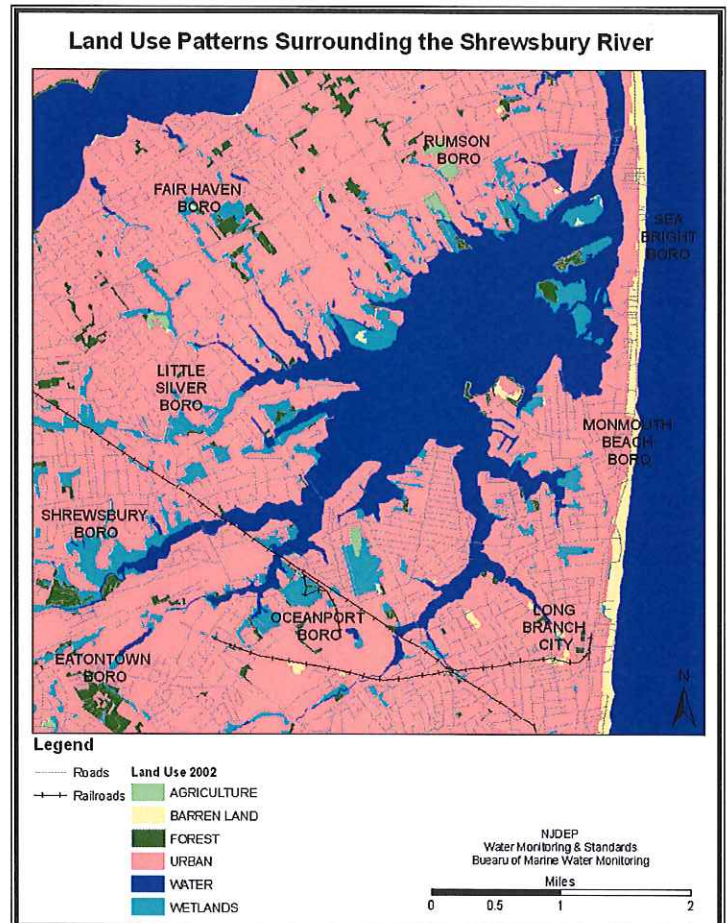 Land Use Patterns Surrounding the Shrewsbury River
RUMSON
BORO
FAIR HAVEN
BORO
SEA
BRIGHT
BORO
LITTLE
SILVER
BORO
MONMOUTH
BEACH
BORO
SHREWSBURY
BORO
OCEANPORT
BORO
LONG
BRANCH
CITY
EATONTOWN
BORO
N
Legend
Roads
Railroads
Land Use 2002
AGRICULTURE
BARREN LAND
FOREST
URBAN
WATER
WETLANDS
NJDEP
Water Monitoring & Standards
Buearu of Marine Water Monitoring
Miles
0 0.5 1 2